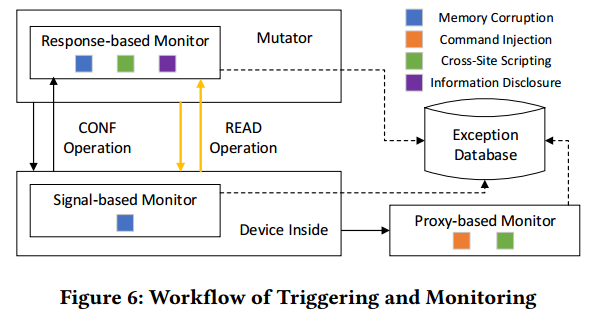 Response-based Monitor
Mutator
Memory Corruption
Command Injection
Cross-Site Scripting
Information Disclosure
CONF
Operation
READ
Operation
Exception
Database
Signal-based Monitor
Device Inside
Proxy-based Monitor
Figure 6: Workflow of Triggering and Monitoring